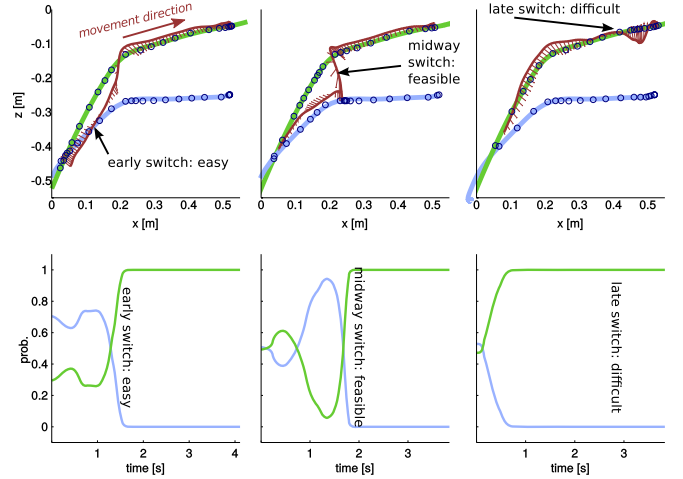 late switch: difficult
movement direction
midway
switch:
feasible
early switch: easy
z [m]
-0.1
-0.2
-0.3
-0.4
-0.5
0 0.1 0.2 0.3 0.4 0.5
0 0.1 0.2 0.3 0.4 0.5
0 0.1 0.2 0.3 0.4 0.5
x [m]
x [m]
x [m]
prob.
1
0.8
0.6
0.4
0.2
0
early switch: easy
midway switch: feasible
late switch: difficult
1 2 3 4
1 2 3
1 2 3
time [s]
time [s]
time [s]